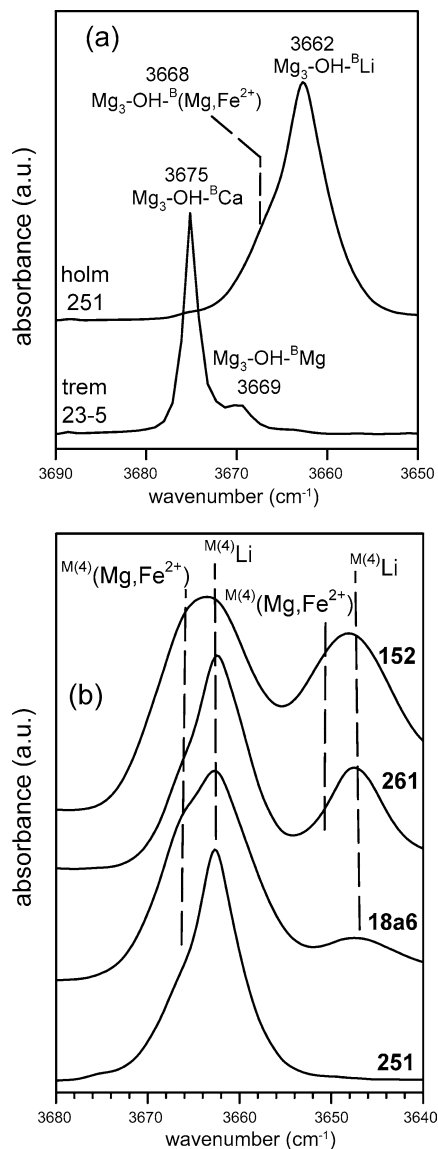 (a)
3662
Mg₃-OH-ᴮLi
3668
Mg₃-OH-ᴮ(Mg,Fe²⁺)
3675
Mg₃-OH-ᴮCa
holm
251
Mg₃-OH-ᴮMg
3669
trem
23-5
absorbance (a.u.)
3690 3680 3670 3660 3650
wavenumber (cm⁻¹)
ᴹ⁽⁴⁾Li
ᴹ⁽⁴⁾(Mg,Fe²⁺)
ᴹ⁽⁴⁾Li
ᴹ⁽⁴⁾(Mg,Fe²⁺)
152
(b)
261
18a6
251
absorbance (a.u.)
3680 3670 3660 3650 3640
wavenumber (cm⁻¹)